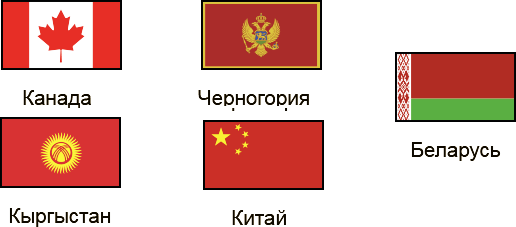 Канада
Черногория
Беларусь
Кыргыстан
Китай